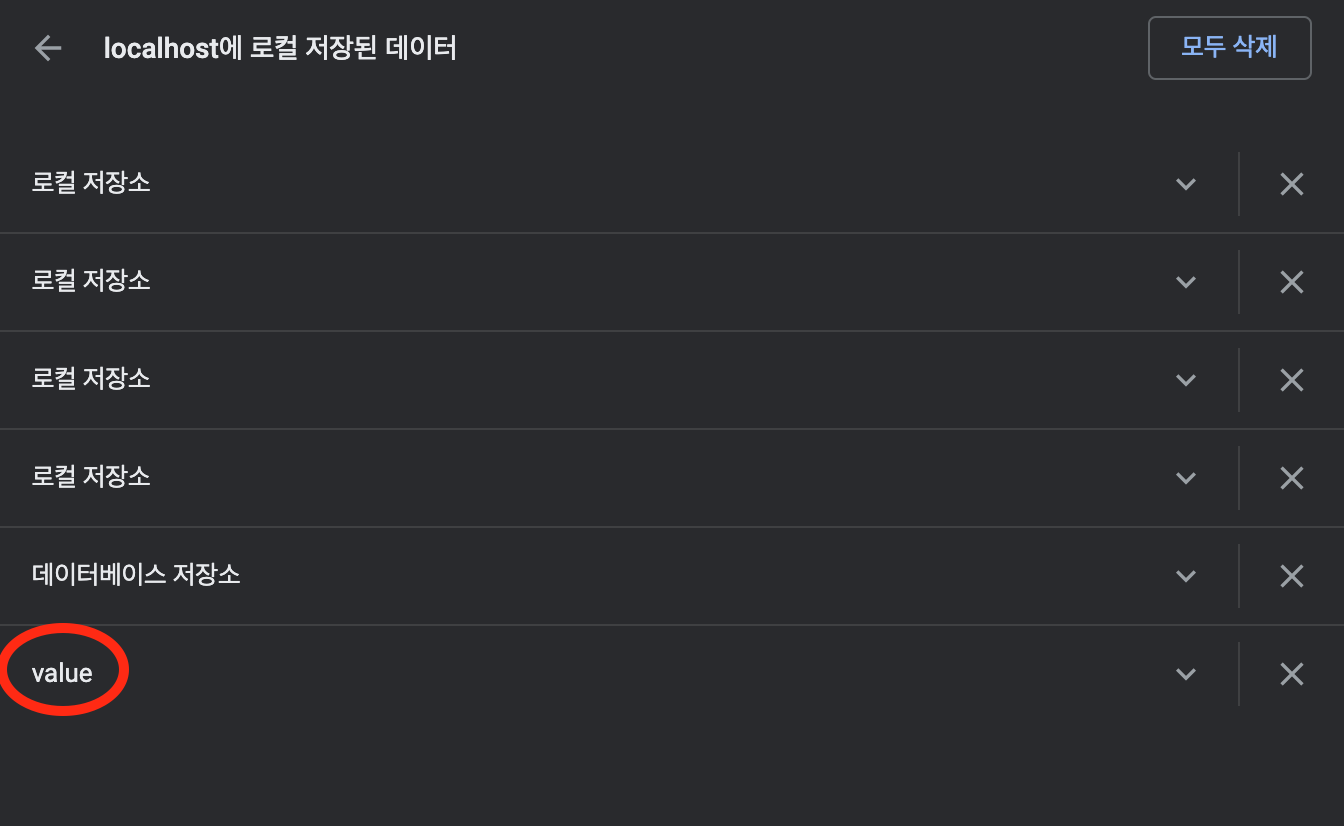 localhost에 로컬 저장된 데이터
모두 삭제
로컬 저장소
로컬 저장소
로컬 저장소
로컬 저장소
데이터베이스 저장소
value